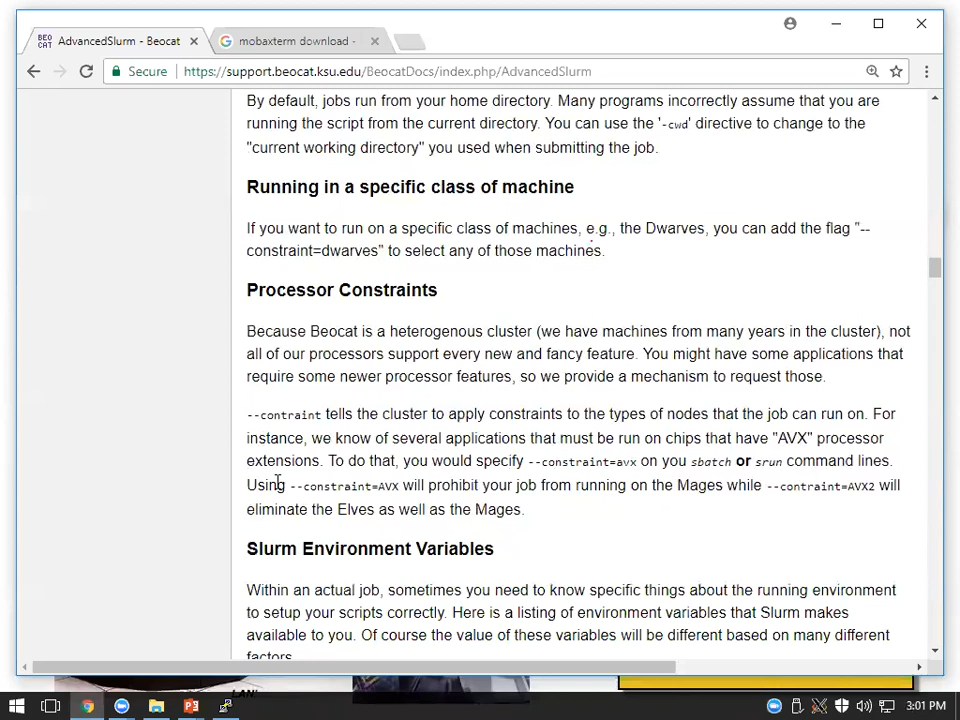 BEO
CAT
AdvancedSlurm - Beocat
mobaxterm download -
Secure
https://support.beocat.ksu.edu/BeocatDocs/index.php/AdvancedSlurm
By default, jobs run from your home directory. Many programs incorrectly assume that you are
running the script from the current directory. You can use the '-cwd' directive to change to the
"current working directory" you used when submitting the job.
Running in a specific class of machine
If you want to run on a specific class of machines, e.g., the Dwarves, you can add the flag "--
constraint=dwarves" to select any of those machines.
Processor Constraints
Because Beocat is a heterogenous cluster (we have machines from many years in the cluster), not
all of our processors support every new and fancy feature. You might have some applications that
require some newer processor features, so we provide a mechanism to request those.
--contraint tells the cluster to apply constraints to the types of nodes that the job can run on. For
instance, we know of several applications that must be run on chips that have "AVX" processor
extensions. To do that, you would specify --constraint=avx on you sbatch or srun command lines.
Using --constraint=AVX will prohibit your job from running on the Mages while --contraint=AVX2 will
eliminate the Elves as well as the Mages.
Slurm Environment Variables
Within an actual job, sometimes you need to know specific things about the running environment
to setup your scripts correctly. Here is a listing of environment variables that Slurm makes
available to you. Of course the value of these variables will be different based on many different
factors.
LAN'
3:01 PM